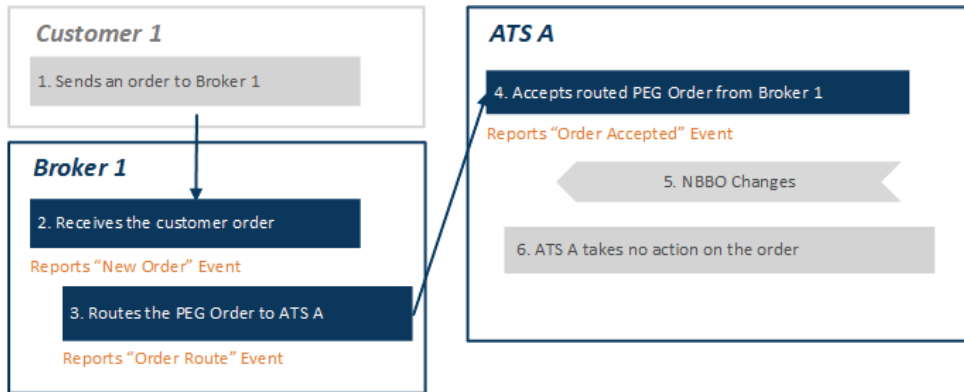 Customer 1
1. Sends an order to Broker 1
Broker 1
2. Receives the customer order
Reports “New Order” Event
3. Routes the PEG Order to ATS A
Reports “Order Route” Event
ATS A
4. Accepts routed PEG Order from Broker 1
Reports “Order Accepted” Event
5. NBBO Changes
6. ATS A takes no action on the order